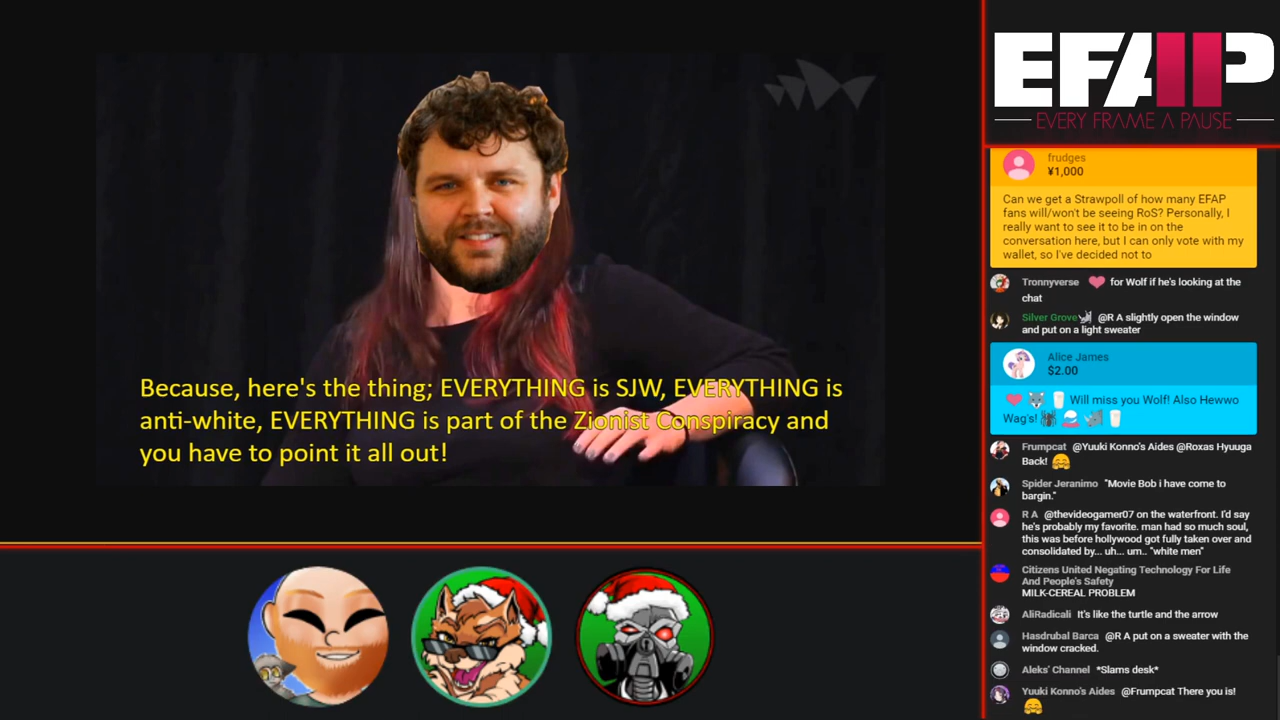 EFAP
EVERY FRAME A PAUSE
frudges
¥1,000
Can we get a Strawpoll of how many EFAP
fans will/won't be seeing RoS? Personally, I
really want to see it to be in on the
conversation here, but I can only vote with my
wallet, so I've decided not to
Tronnyverse for Wolf if he's looking at the
chat
Silver Grove @R A slightly open the window
and put on a light sweater
Alice James
$2.00
Will miss you Wolf! Also Hewwo
Wag's!
Frumpcat @Yuuki Konno's Aides @Roxas Hyuuga
Back!
Spider Jeranimo "Movie Bob i have come to
bargin."
R A @thevideogamer07 on the waterfront. I'd say
he's probably my favorite. man had so much soul,
this was before hollywood got fully taken over and
consolidated by... uh... um.. "white men"
Citizens United Negating Technology For Life
And People's Safety
MILK-CEREAL PROBLEM
AliRadicali It's like the turtle and the arrow
Hasdrubal Barca @R A put on a sweater with the
window cracked.
Aleks' Channel *Slams desk*
Yuuki Konno's Aides @Frumpcat There you is!
Because, here's the thing; EVERYTHING is SJW, EVERYTHING is
anti-white, EVERYTHING is part of the Zionist Conspiracy and
you have to point it all out!